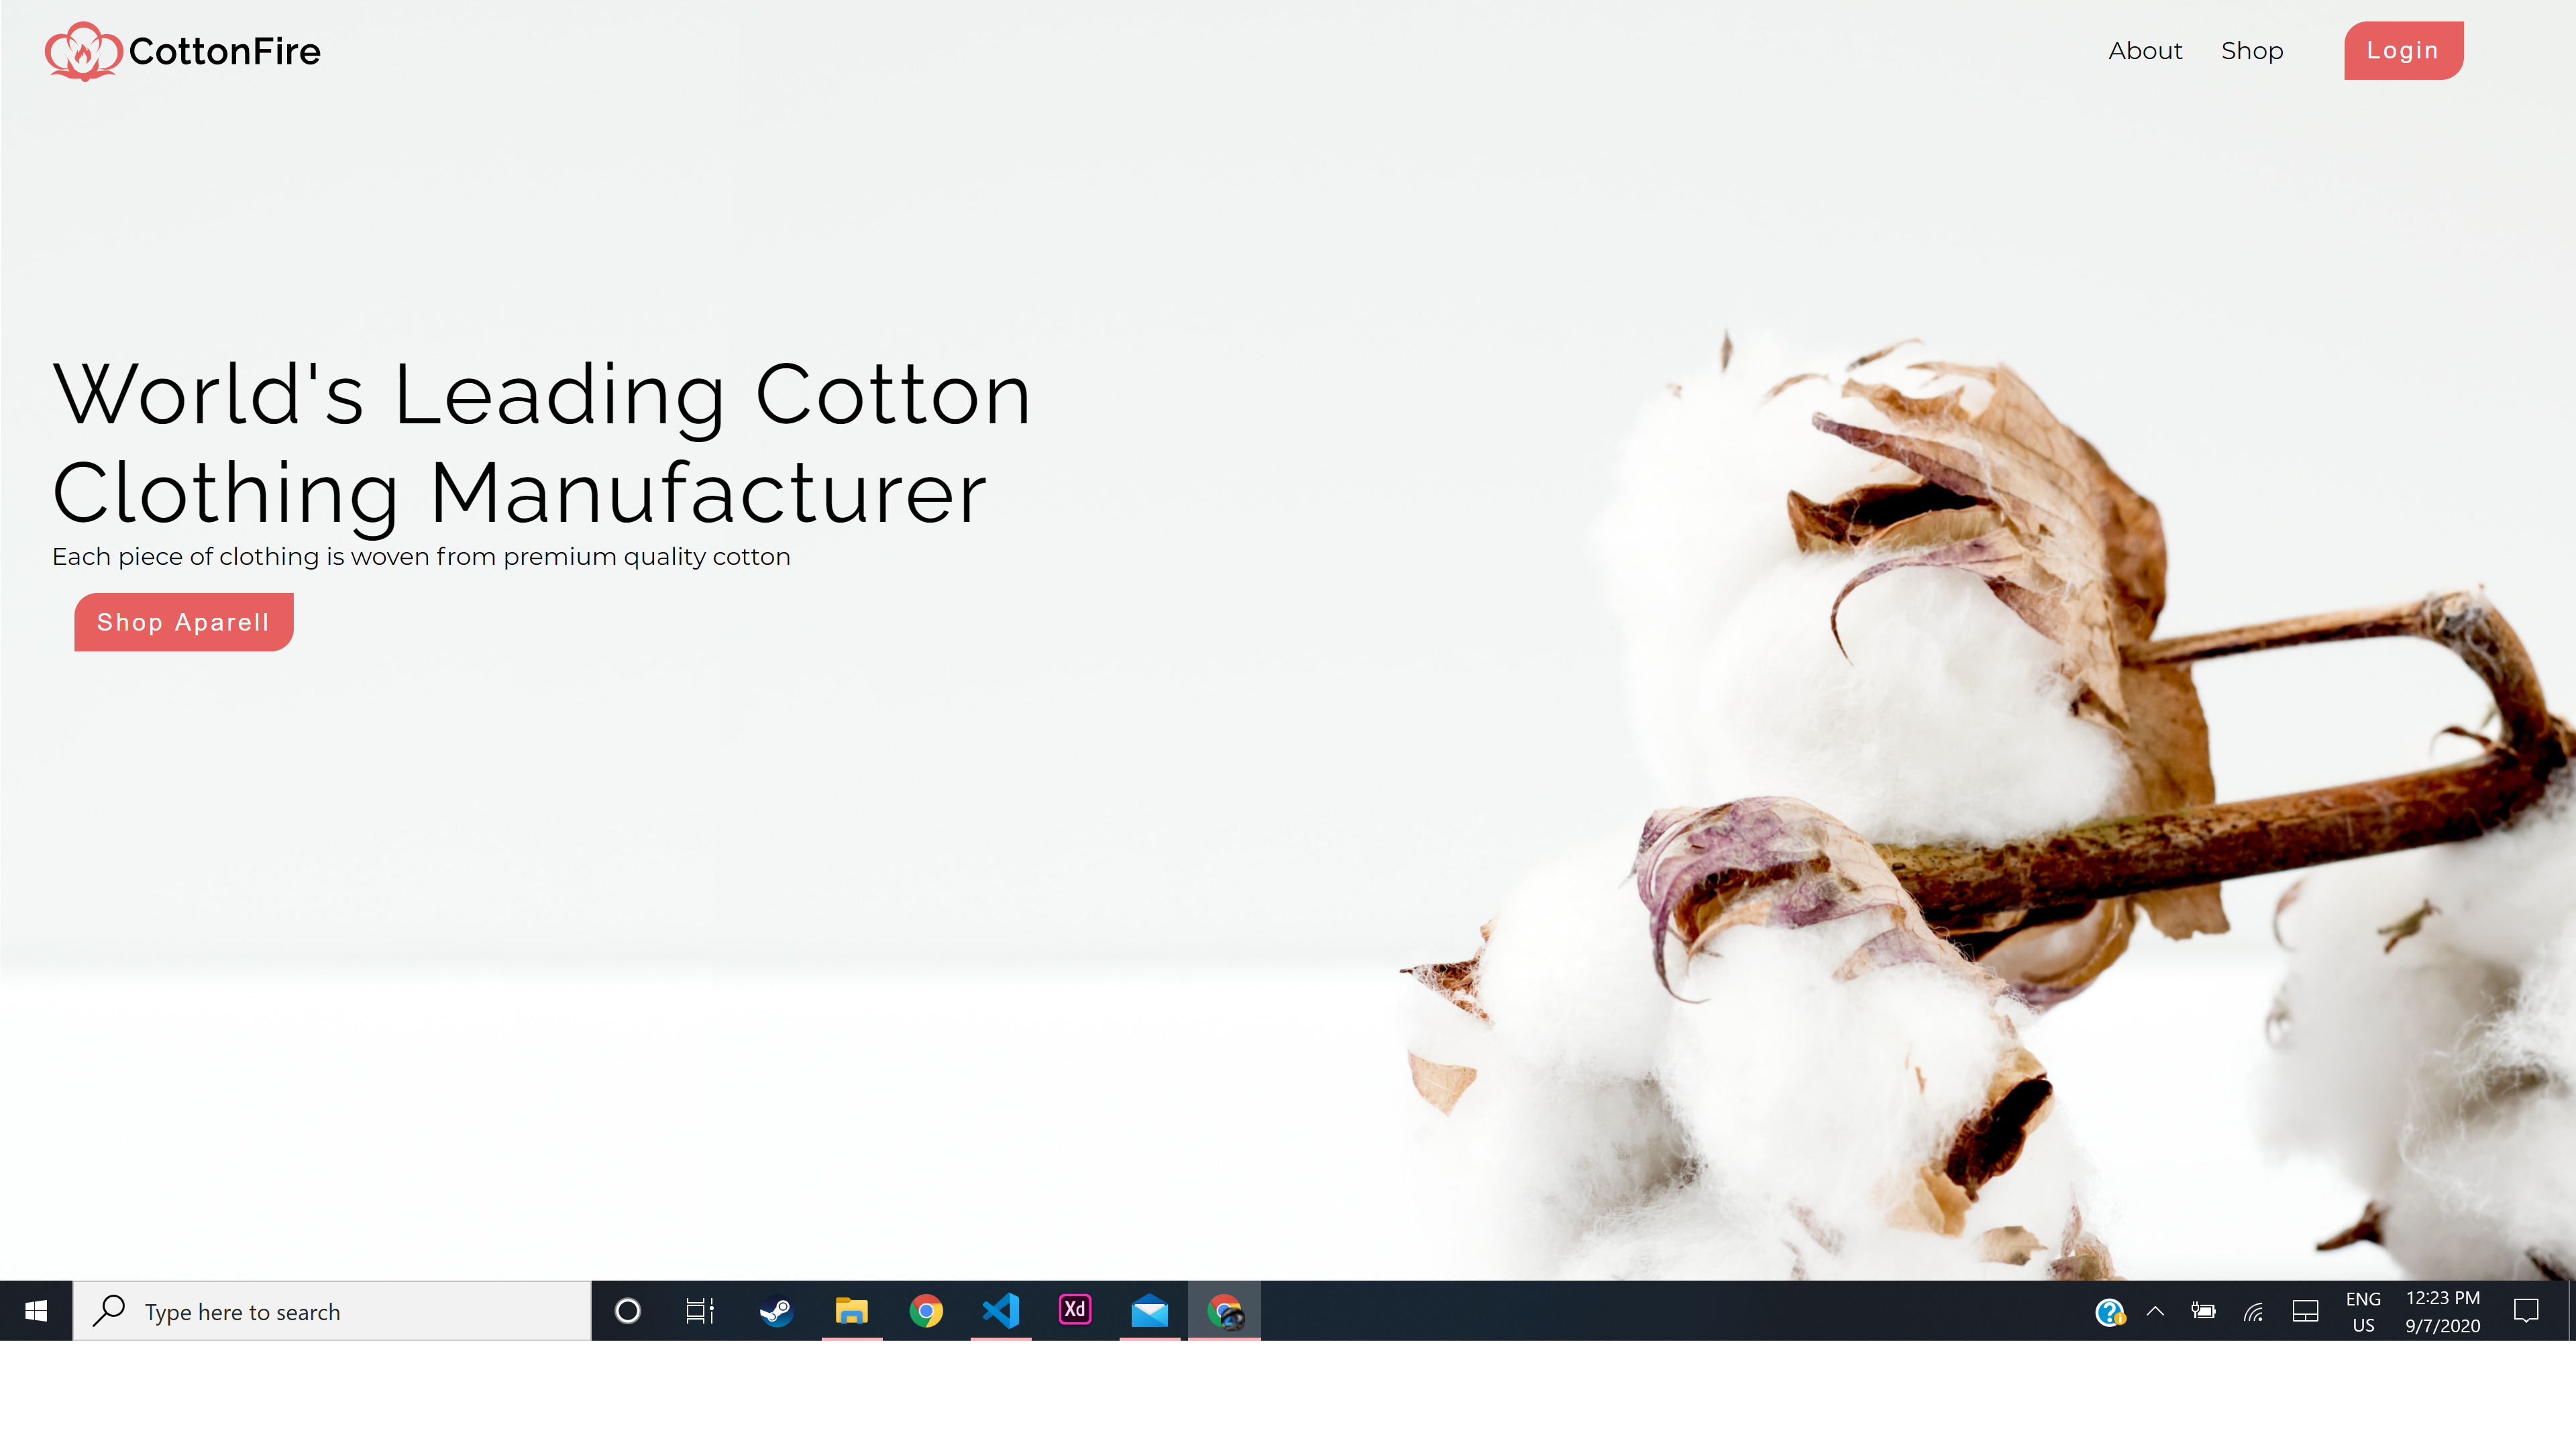 CottonFire
About Shop Login
World's Leading Cotton
Clothing Manufacturer
Each piece of clothing is woven from premium quality cotton
Shop Aparell
Type here to search
Xd
ENG
US
12:23 PM
9/7/2020